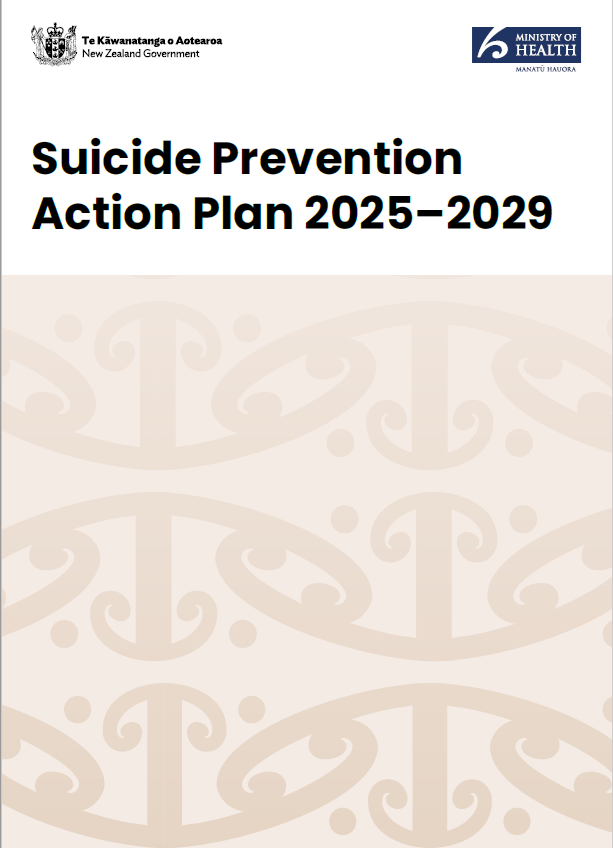 Te Kāwanatanga o Aotearoa
New Zealand Government
MINISTRY OF
HEALTH
MANATŪ HAUORA
Suicide Prevention
Action Plan 2025–2029